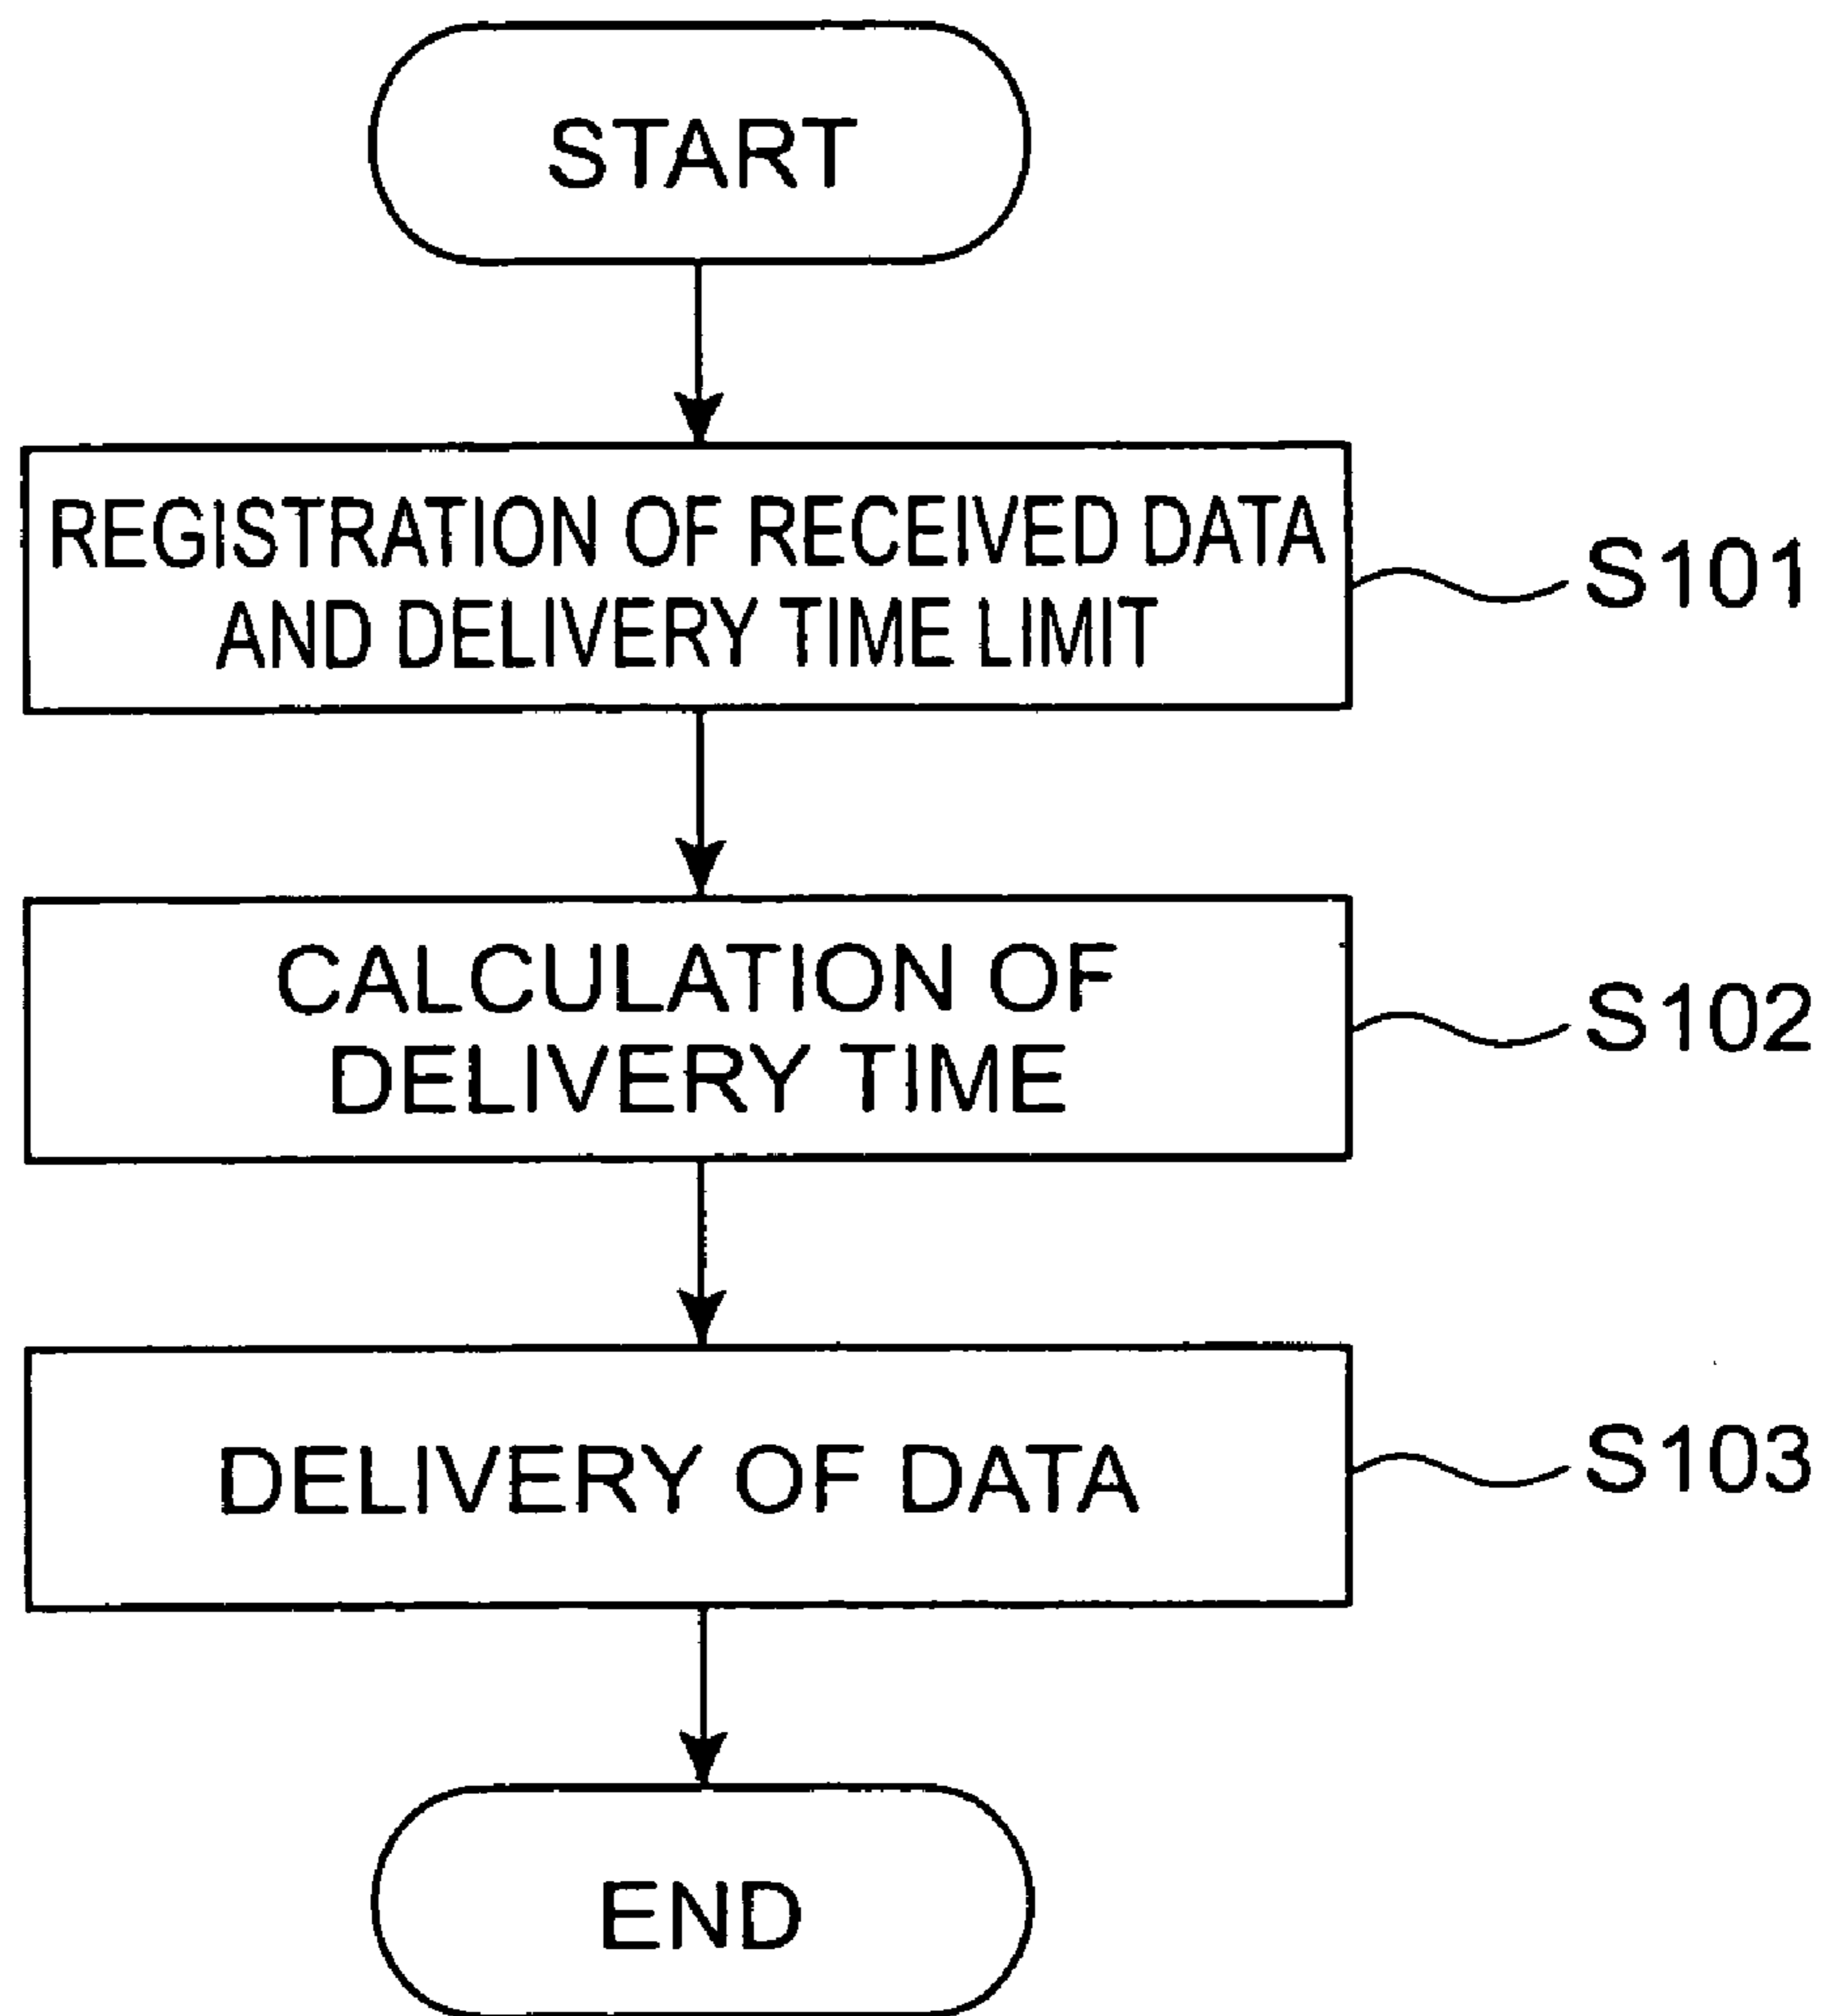 START
REGISTRATION OF RECEIVED DATA
AND DELIVERY TIME LIMIT
S101
CALCULATION OF
DELIVERY TIME
S102
DELIVERY OF DATA
S103
END